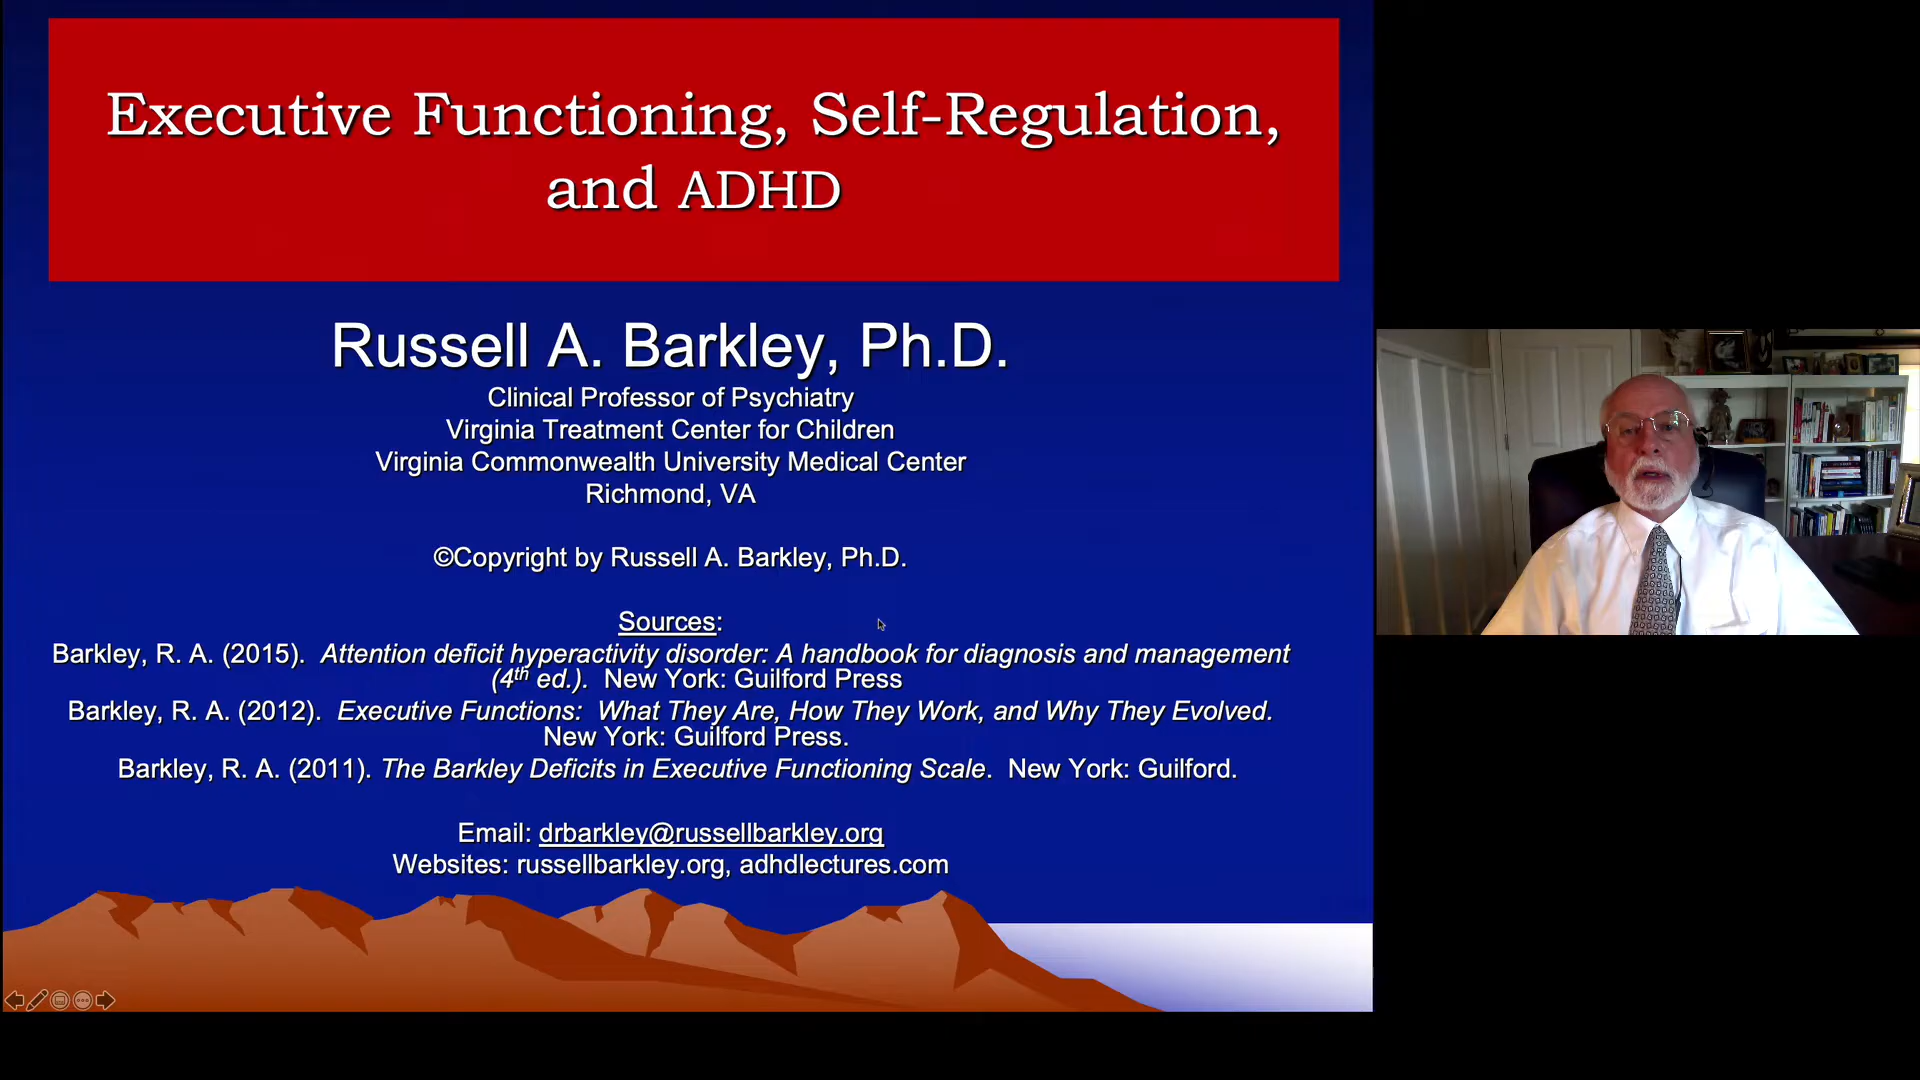 Executive Functioning, Self-Regulation,
and ADHD
Russell A. Barkley, Ph.D.
Clinical Professor of Psychiatry
Virginia Treatment Center for Children
Virginia Commonwealth University Medical Center
Richmond, VA
©Copyright by Russell A. Barkley, Ph.D.
Sources:
Barkley, R. A. (2015). Attention deficit hyperactivity disorder: A handbook for diagnosis and management
(4th ed.). New York: Guilford Press
Barkley, R. A. (2012). Executive Functions: What They Are, How They Work, and Why They Evolved.
New York: Guilford Press.
Barkley, R. A. (2011). The Barkley Deficits in Executive Functioning Scale. New York: Guilford.
Email: drbarkley@russellbarkley.org
Websites: russellbarkley.org, adhdlectures.com